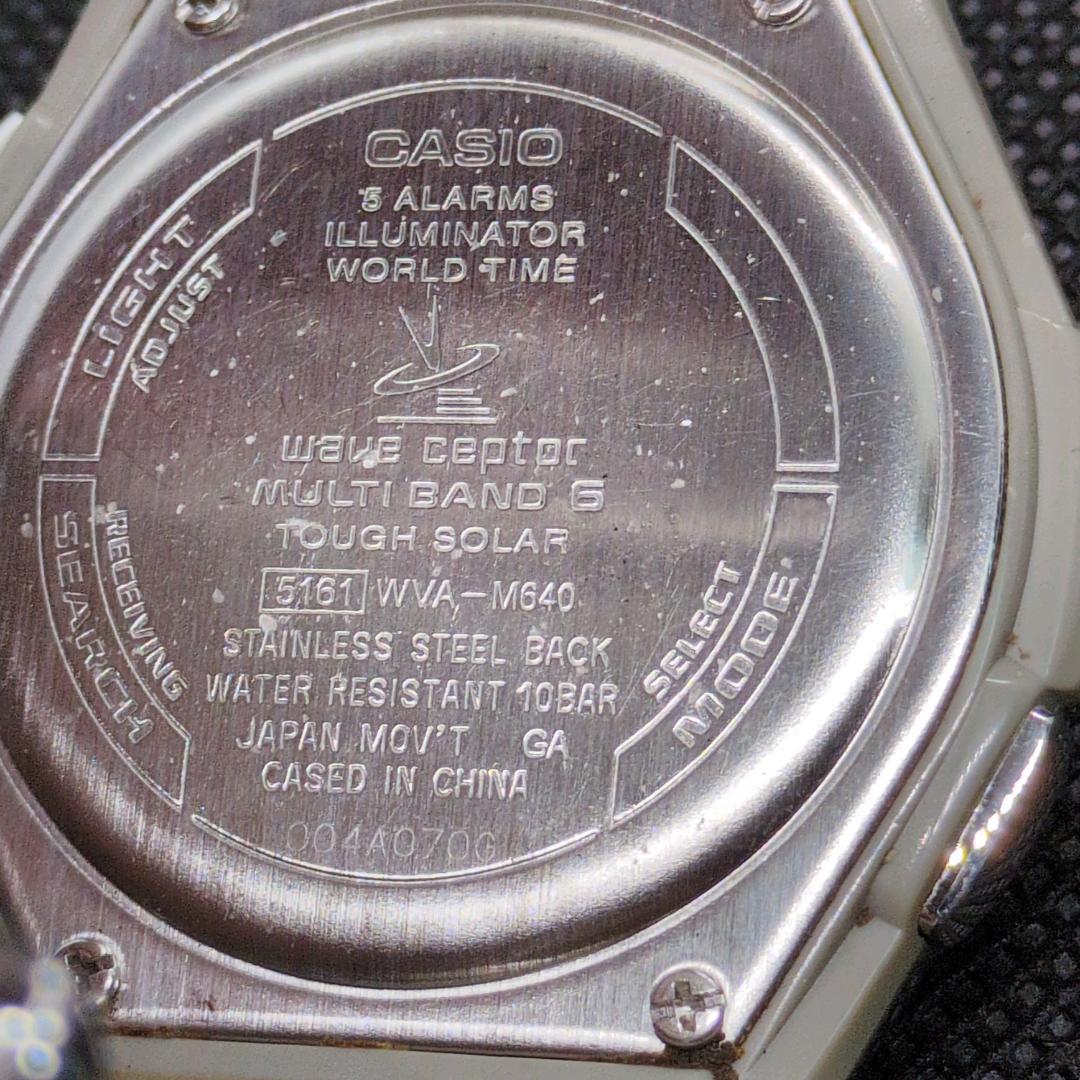 CASIO
5 ALARMS
ILLUMINATOR
WORLD TIME
wave ceptor
MULTI BAND 6
TOUGH SOLAR
5161 WVA-M640
STAINLESS STEEL BACK
WATER RESISTANT 10BAR
JAPAN MOV'T GA
CASED IN CHINA
LIGHT
ADJUST
RECEIVING
SEARCH
SELECT
MODE